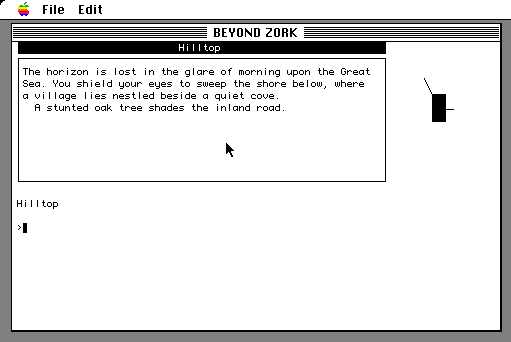 File Edit
BEYOND ZORK
Hilltop
The horizon is lost in the glare of morning upon the Great
Sea. You shield your eyes to sweep the shore below, where
a village lies nestled beside a quiet cove.
A stunted oak tree shades the inland road.
Hilltop
>